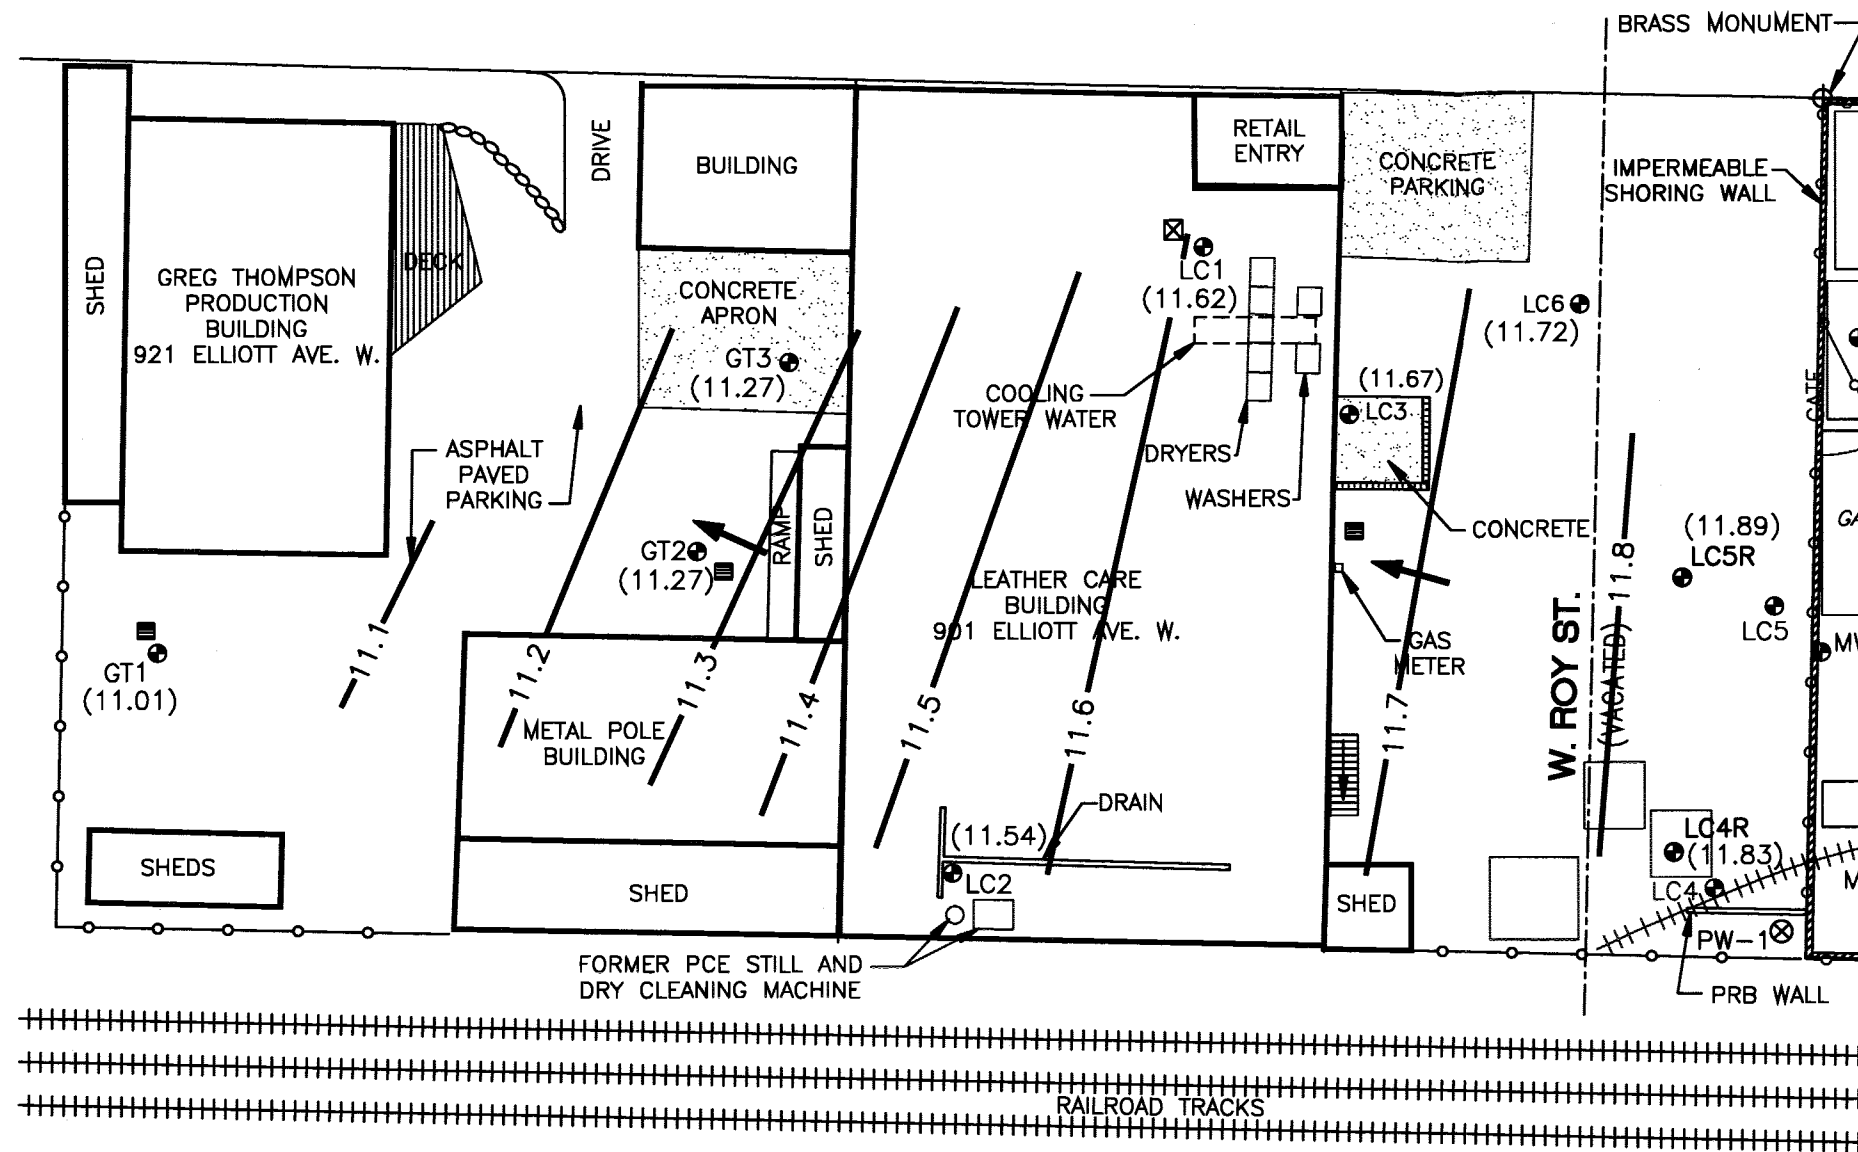 BRASS MONUMENT
DRIVE
RETAIL
ENTRY
BUILDING
CONCRETE
PARKING
IMPERMEABLE
SHORING WALL
SHED
DECK
GREG THOMPSON
PRODUCTION
BUILDING
921 ELLIOTT AVE. W.
CONCRETE
APRON
GT3
(11.27)
LC1
(11.62)
LC6
(11.72)
COOLING
TOWER WATER
(11.67)
LC3
GATE
ASPHALT
PAVED
PARKING
DRYERS
WASHERS
CONCRETE
RAMP
SHED
GT2
(11.27)
(11.89)
LC5R
LC5
LEATHER CARE
BUILDING
901 ELLIOTT AVE. W.
GAS
METER
W. ROY ST.
(VACATED)
GT1
(11.01)
11.1
11.2
11.3
11.4
11.5
11.6
11.7
11.8
METAL POLE
BUILDING
DRAIN
(11.54)
LC2
LC4R
(11.83)
LC4
SHEDS
SHED
SHED
PW-1
FORMER PCE STILL AND
DRY CLEANING MACHINE
PRB WALL
RAILROAD TRACKS